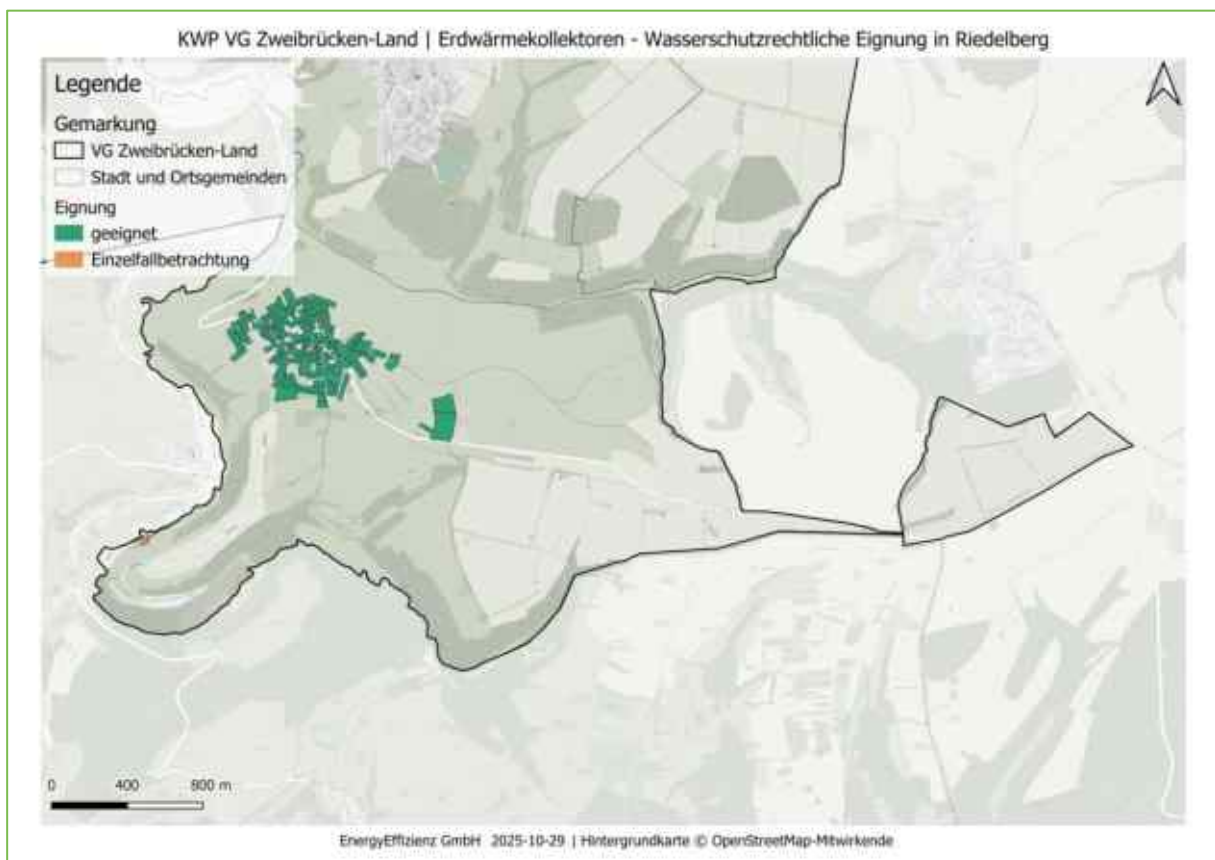 KWP VG Zweibrücken-Land | Erdwärmekollektoren - Wasserschutzrechtliche Eignung in Riedelberg
Legende
Gemarkung
VG Zweibrücken-Land
Stadt und Ortsgemeinden
Eignung
geeignet
Einzelfallbetrachtung
0 400 800 m
EnergyEffizienz GmbH 2025-10-29 | Hintergrundkarte © OpenStreetMap-Mitwirkende